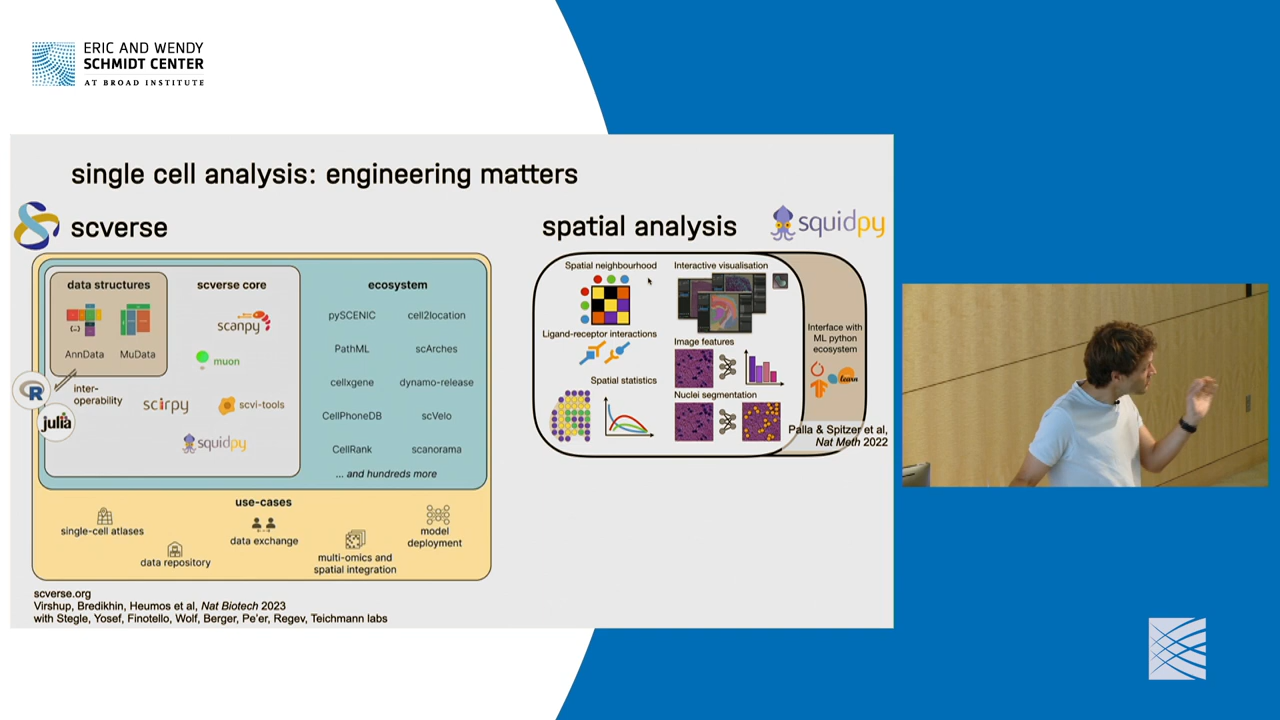 ERIC AND WENDY
SCHMIDT CENTER
AT BROAD INSTITUTE
single cell analysis: engineering matters
scverse
data structures
AnnData
MuData
inter-
operability
R
julia
scverse core
scanpy
muon
scirpy
scvi-tools
squidpy
ecosystem
pySCENIC
cell2location
PathML
scArches
cellxgene
dynamo-release
CellPhoneDB
scVelo
CellRank
scanorama
... and hundreds more
use-cases
single-cell atlases
data repository
data exchange
multi-omics and
spatial integration
model
deployment
scverse.org
Virshup, Bredikhin, Heumos et al, Nat Biotech 2023
with Stegle, Yosef, Finotello, Wolf, Berger, Pe'er, Regev, Teichmann labs
spatial analysis
squidpy
Spatial neighbourhood
Interactive visualisation
Ligand-receptor interactions
Image features
Spatial statistics
Nuclei segmentation
Interface with
ML python
ecosystem
learn
Palla & Spitzer et al,
Nat Meth 2022